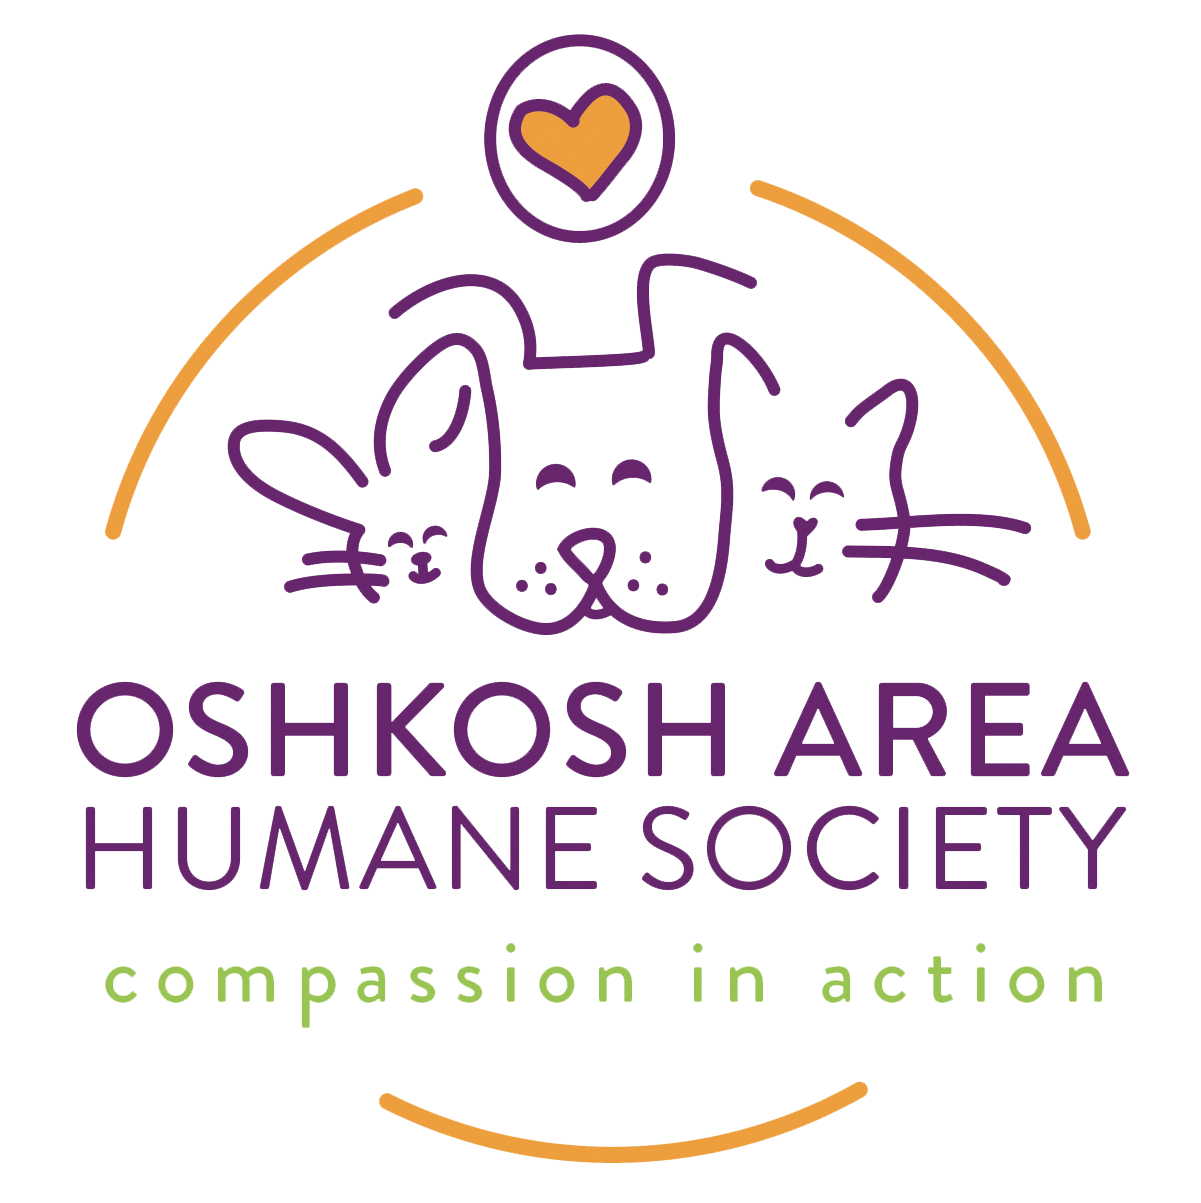 OSHKOSH AREA
HUMANE SOCIETY
compassion in action